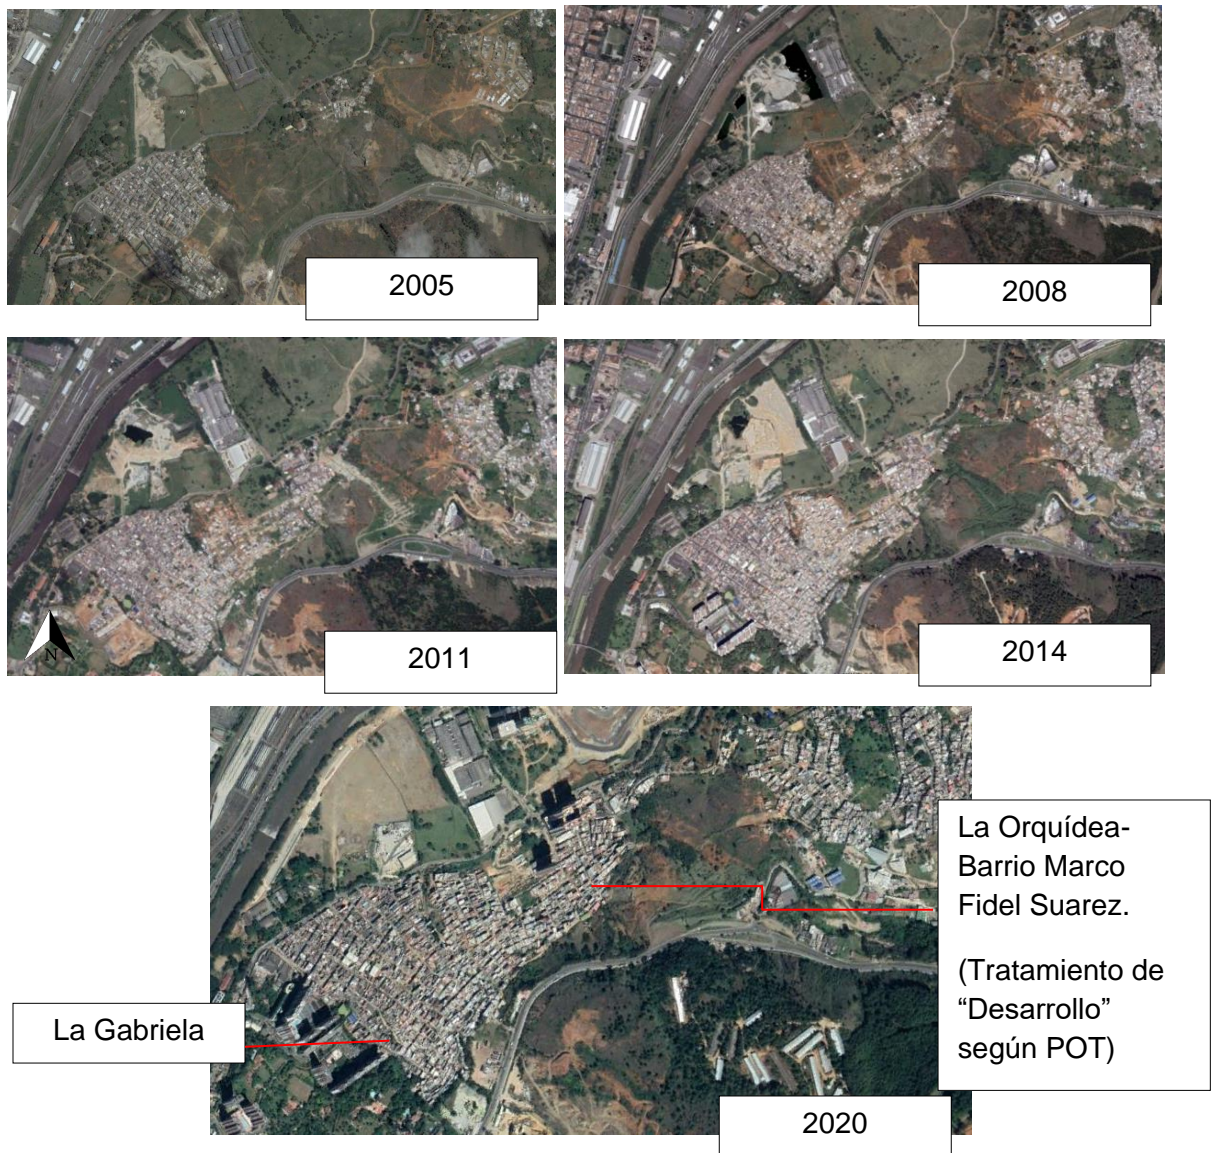 2005
2008
N
2011
2014
La Orquídea-
Barrio Marco
Fidel Suarez.
(Tratamiento de
“Desarrollo”
según POT)
La Gabriela
2020